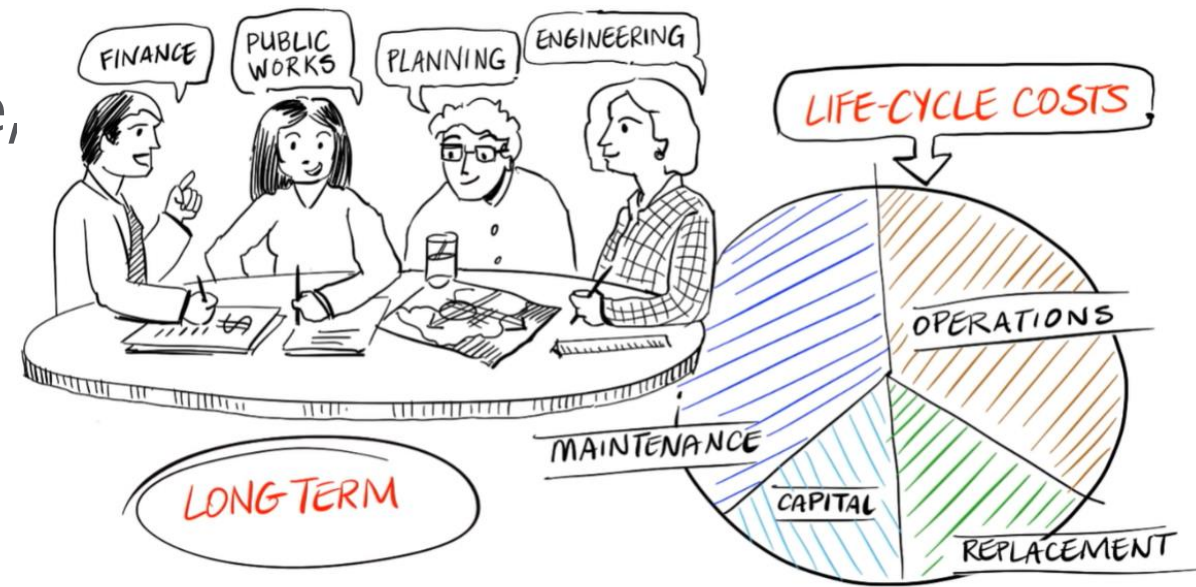 FINANCE
PUBLIC
WORKS
PLANNING
ENGINEERING
LIFE-CYCLE COSTS
OPERATIONS
MAINTENANCE
CAPITAL
REPLACEMENT
LONG TERM
$